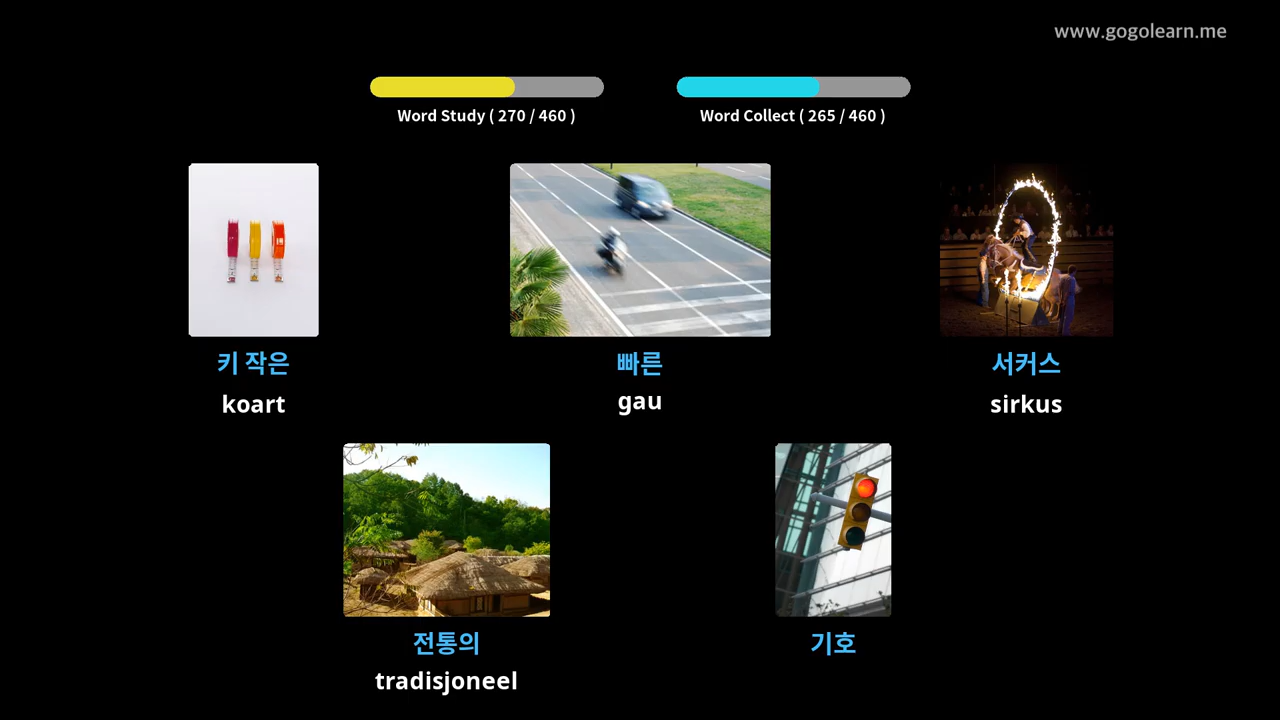 www.gogolearn.me
Word Study ( 270 / 460 )
Word Collect ( 265 / 460 )
키 작은
koart
빠른
gau
서커스
sirkus
전통의
tradisjoneel
기호